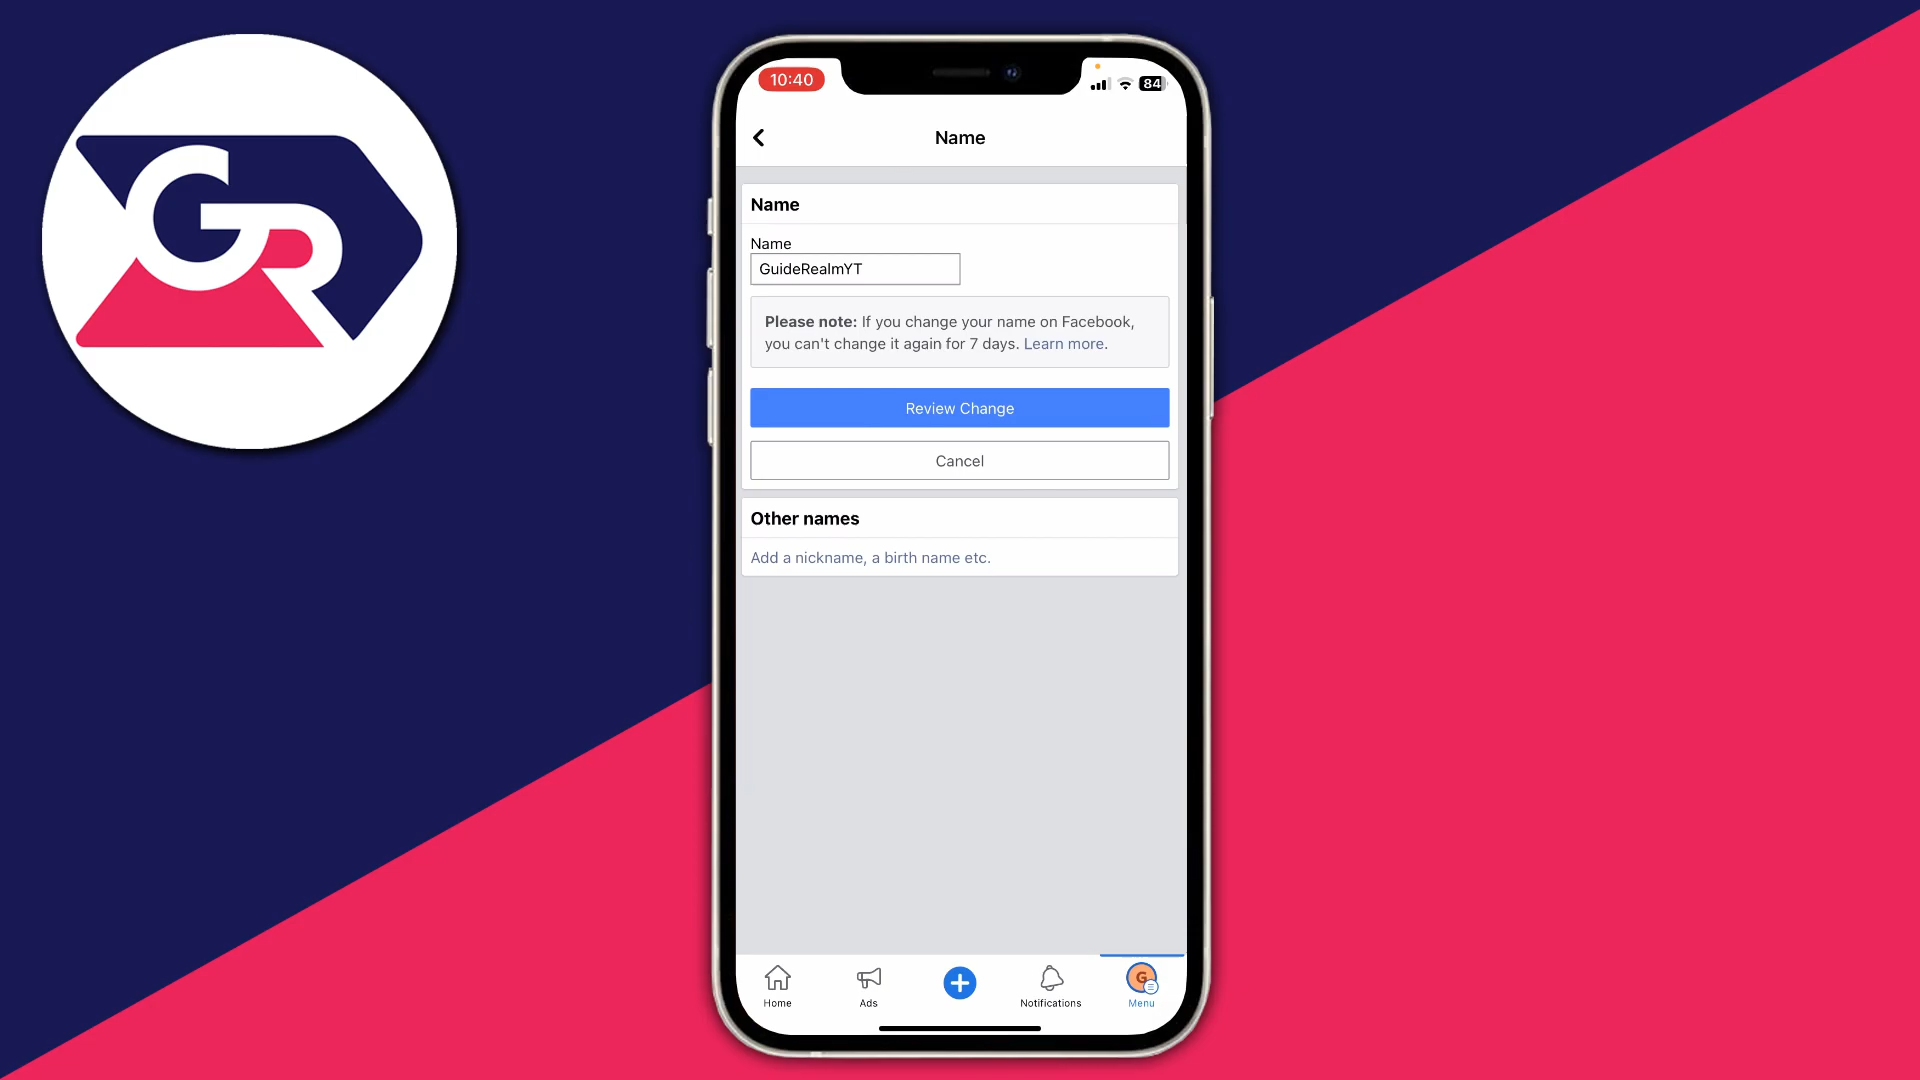 GR
10:40
84
Name
Name
Name
GuideRealmYT
Please note: If you change your name on Facebook,
you can't change it again for 7 days. Learn more.
Review Change
Cancel
Other names
Add a nickname, a birth name etc.
G
Home
Ads
Notifications
Menu